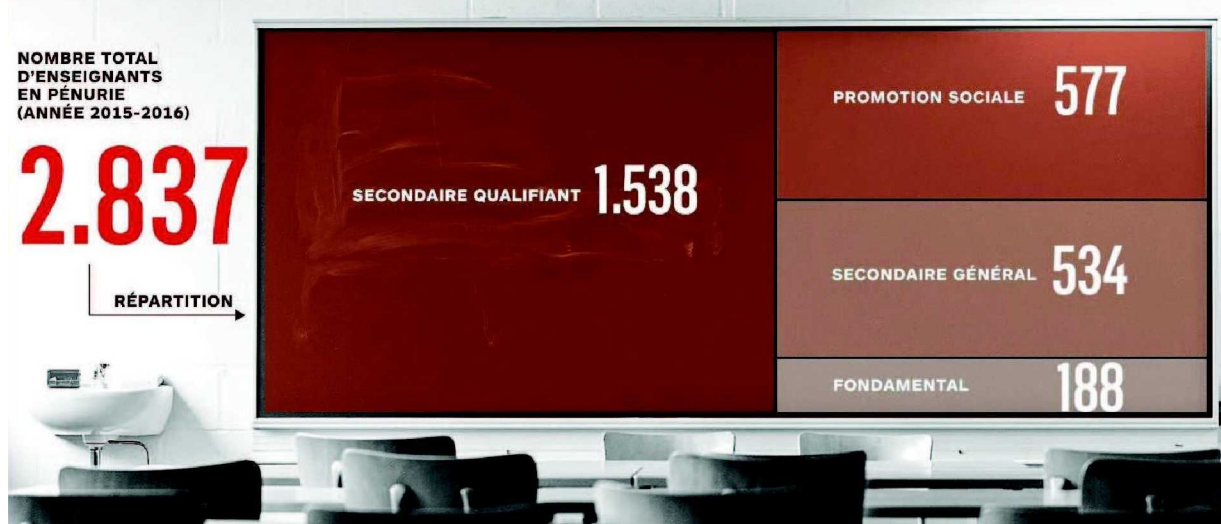 NOMBRE TOTAL
D'ENSEIGNANTS
EN PÉNURIE
(ANNÉE 2015-2016)
2.837
RÉPARTITION
SECONDAIRE QUALIFIANT 1.538
PROMOTION SOCIALE 577
SECONDAIRE GÉNÉRAL 534
FONDAMENTAL 188